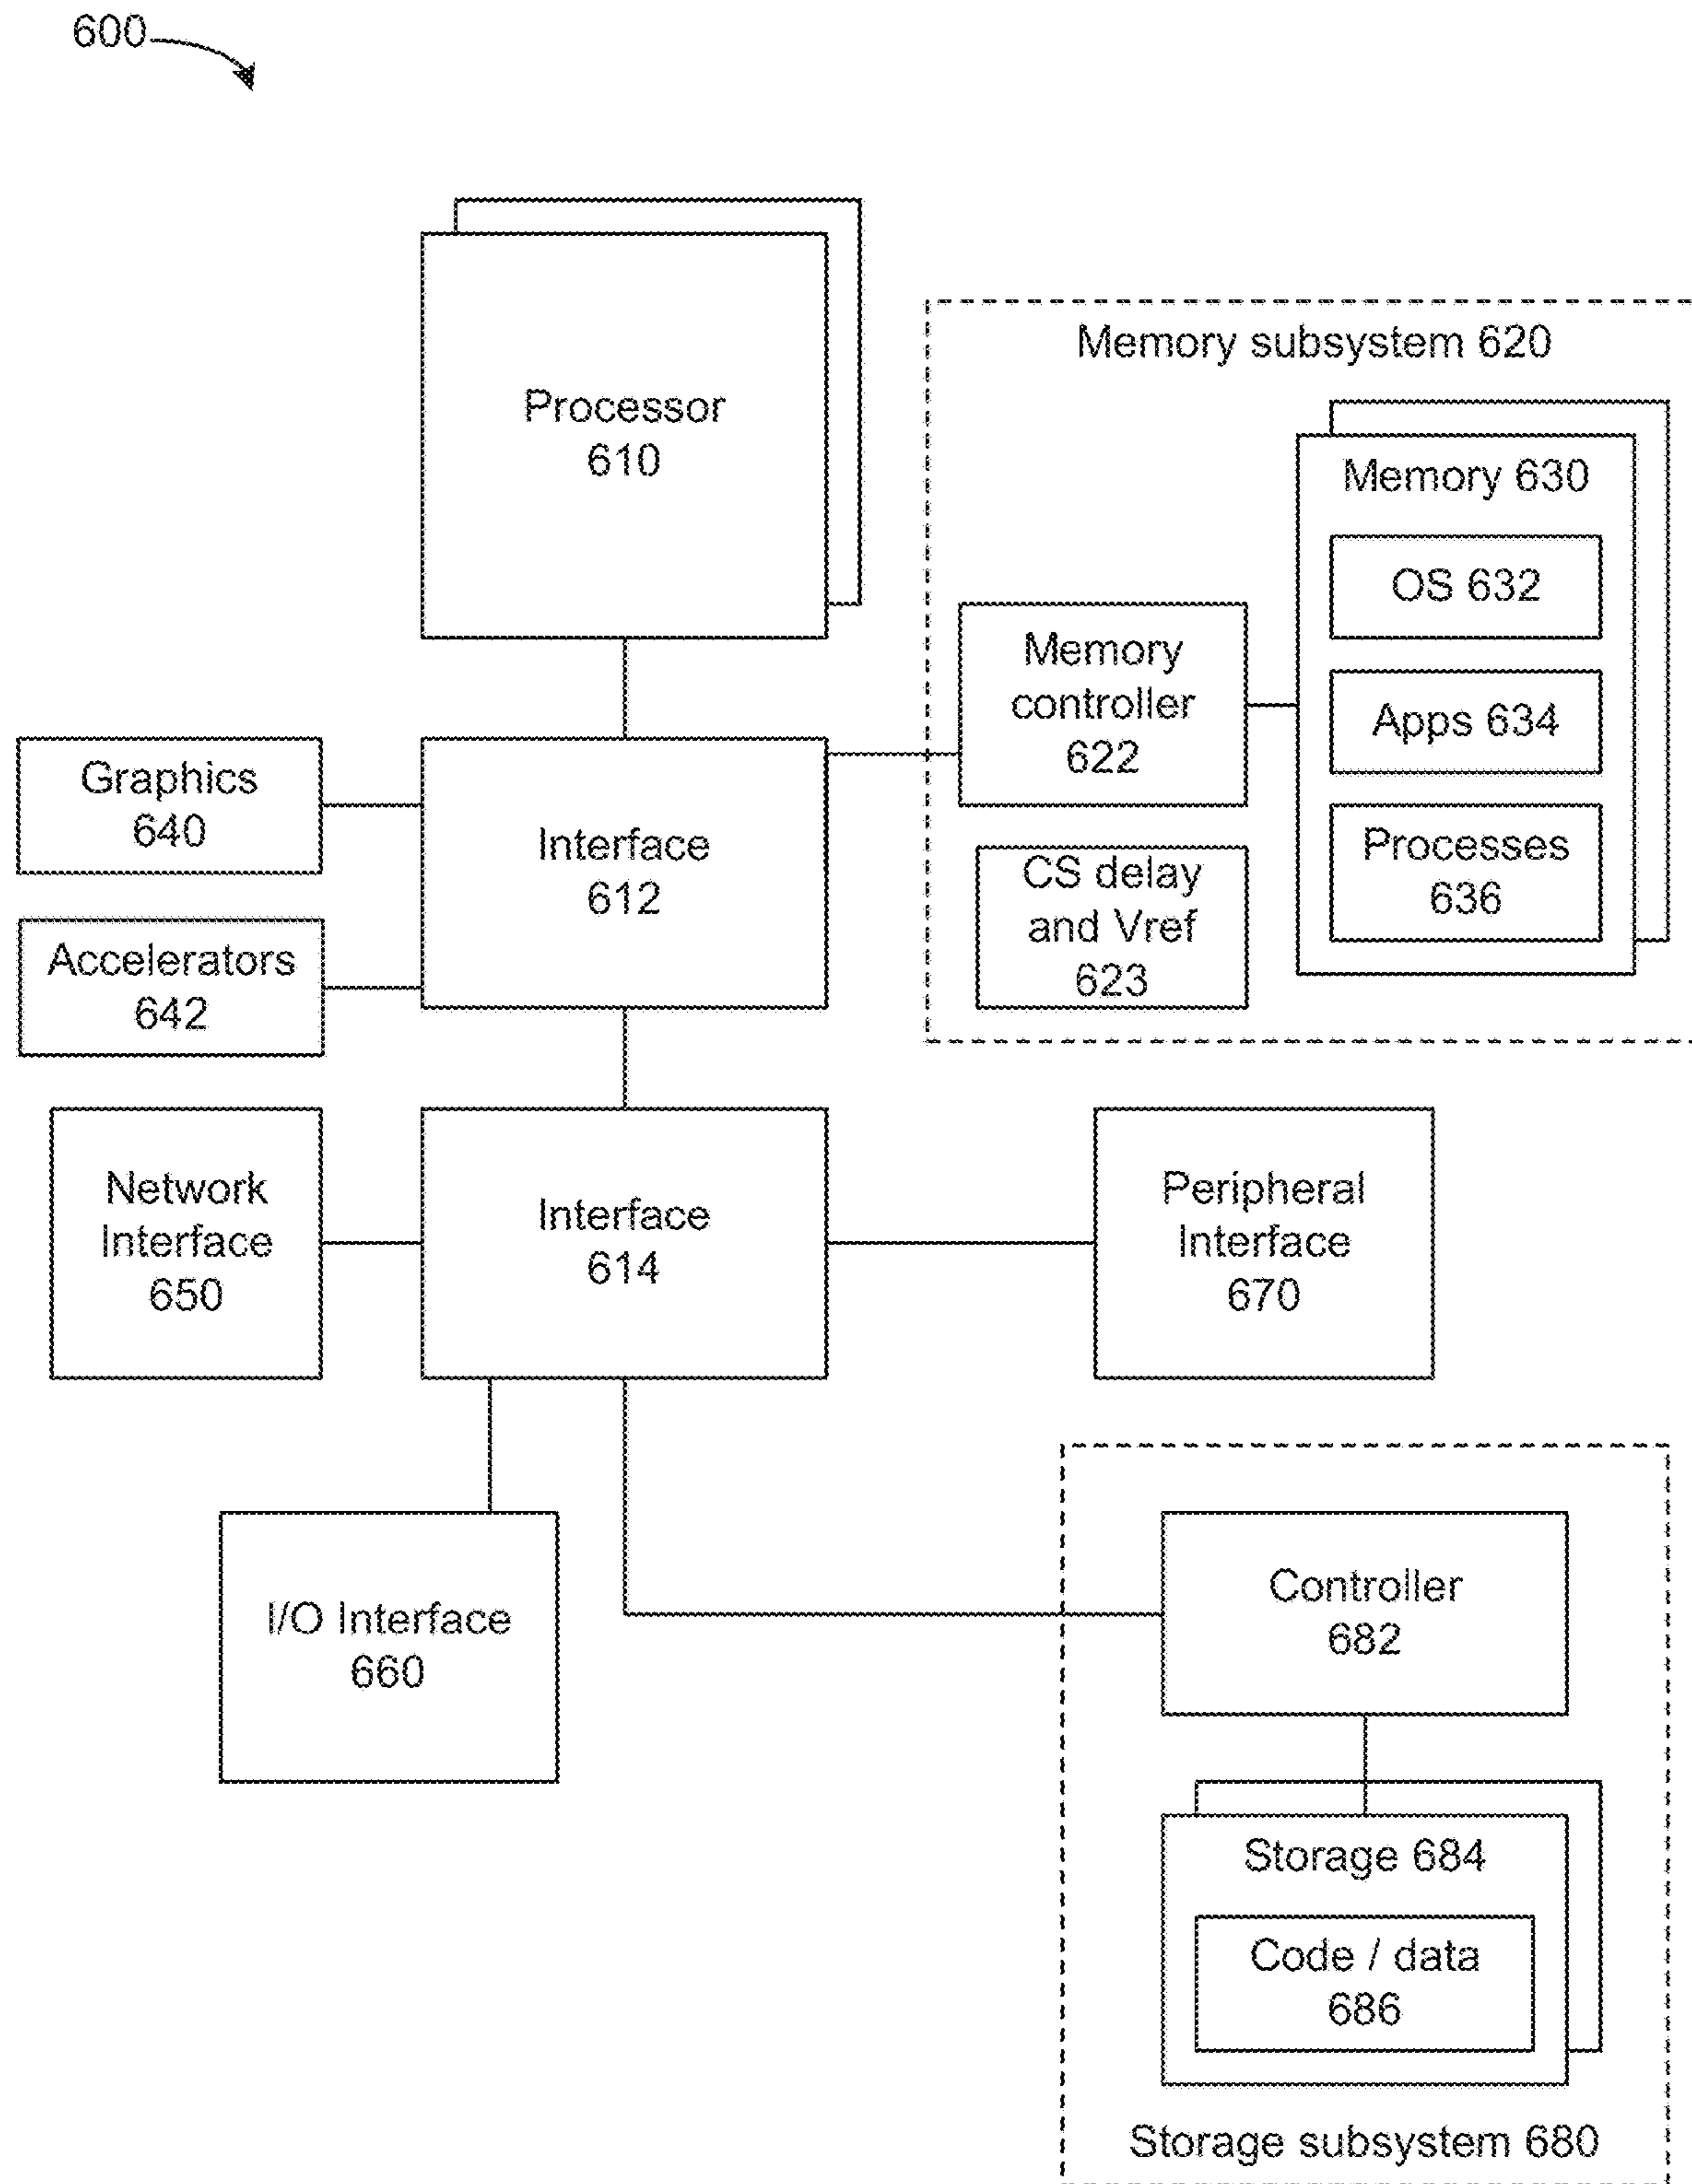 600
Processor
610
Memory subsystem 620
Memory 630
OS 632
Apps 634
Processes
636
Memory
controller
622
CS delay
and Vref
623
Graphics
640
Interface
612
Accelerators
642
Network
Interface
650
Interface
614
Peripheral
Interface
670
I/O Interface
660
Controller
682
Storage 684
Code / data
686
Storage subsystem 680